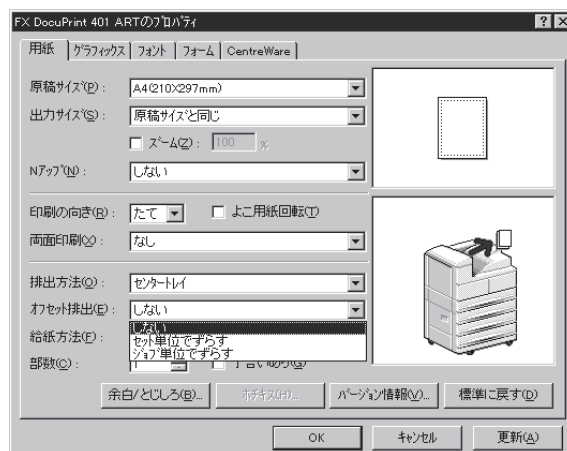 FX DocuPrint 401 ARTのプロパティ
用紙 グラフィックス フォント フォーム CentreWare
原稿サイズ(P): A4(210X297mm)
出力サイズ(S): 原稿サイズと同じ
ズーム(Z): 100 %
Nアップ(N): しない
印刷の向き(R): たて よこ用紙回転(T)
両面印刷(X): なし
排出方法(O): センタートレイ
オフセット排出(E): しない
給紙方法(F): しない
セット単位でずらす
ジョブ単位でずらす
部数(C):
余白/とじしろ(B)... ホチキス(H)... バージョン情報(V)... 標準に戻す(D)
OK キャンセル 更新(A)